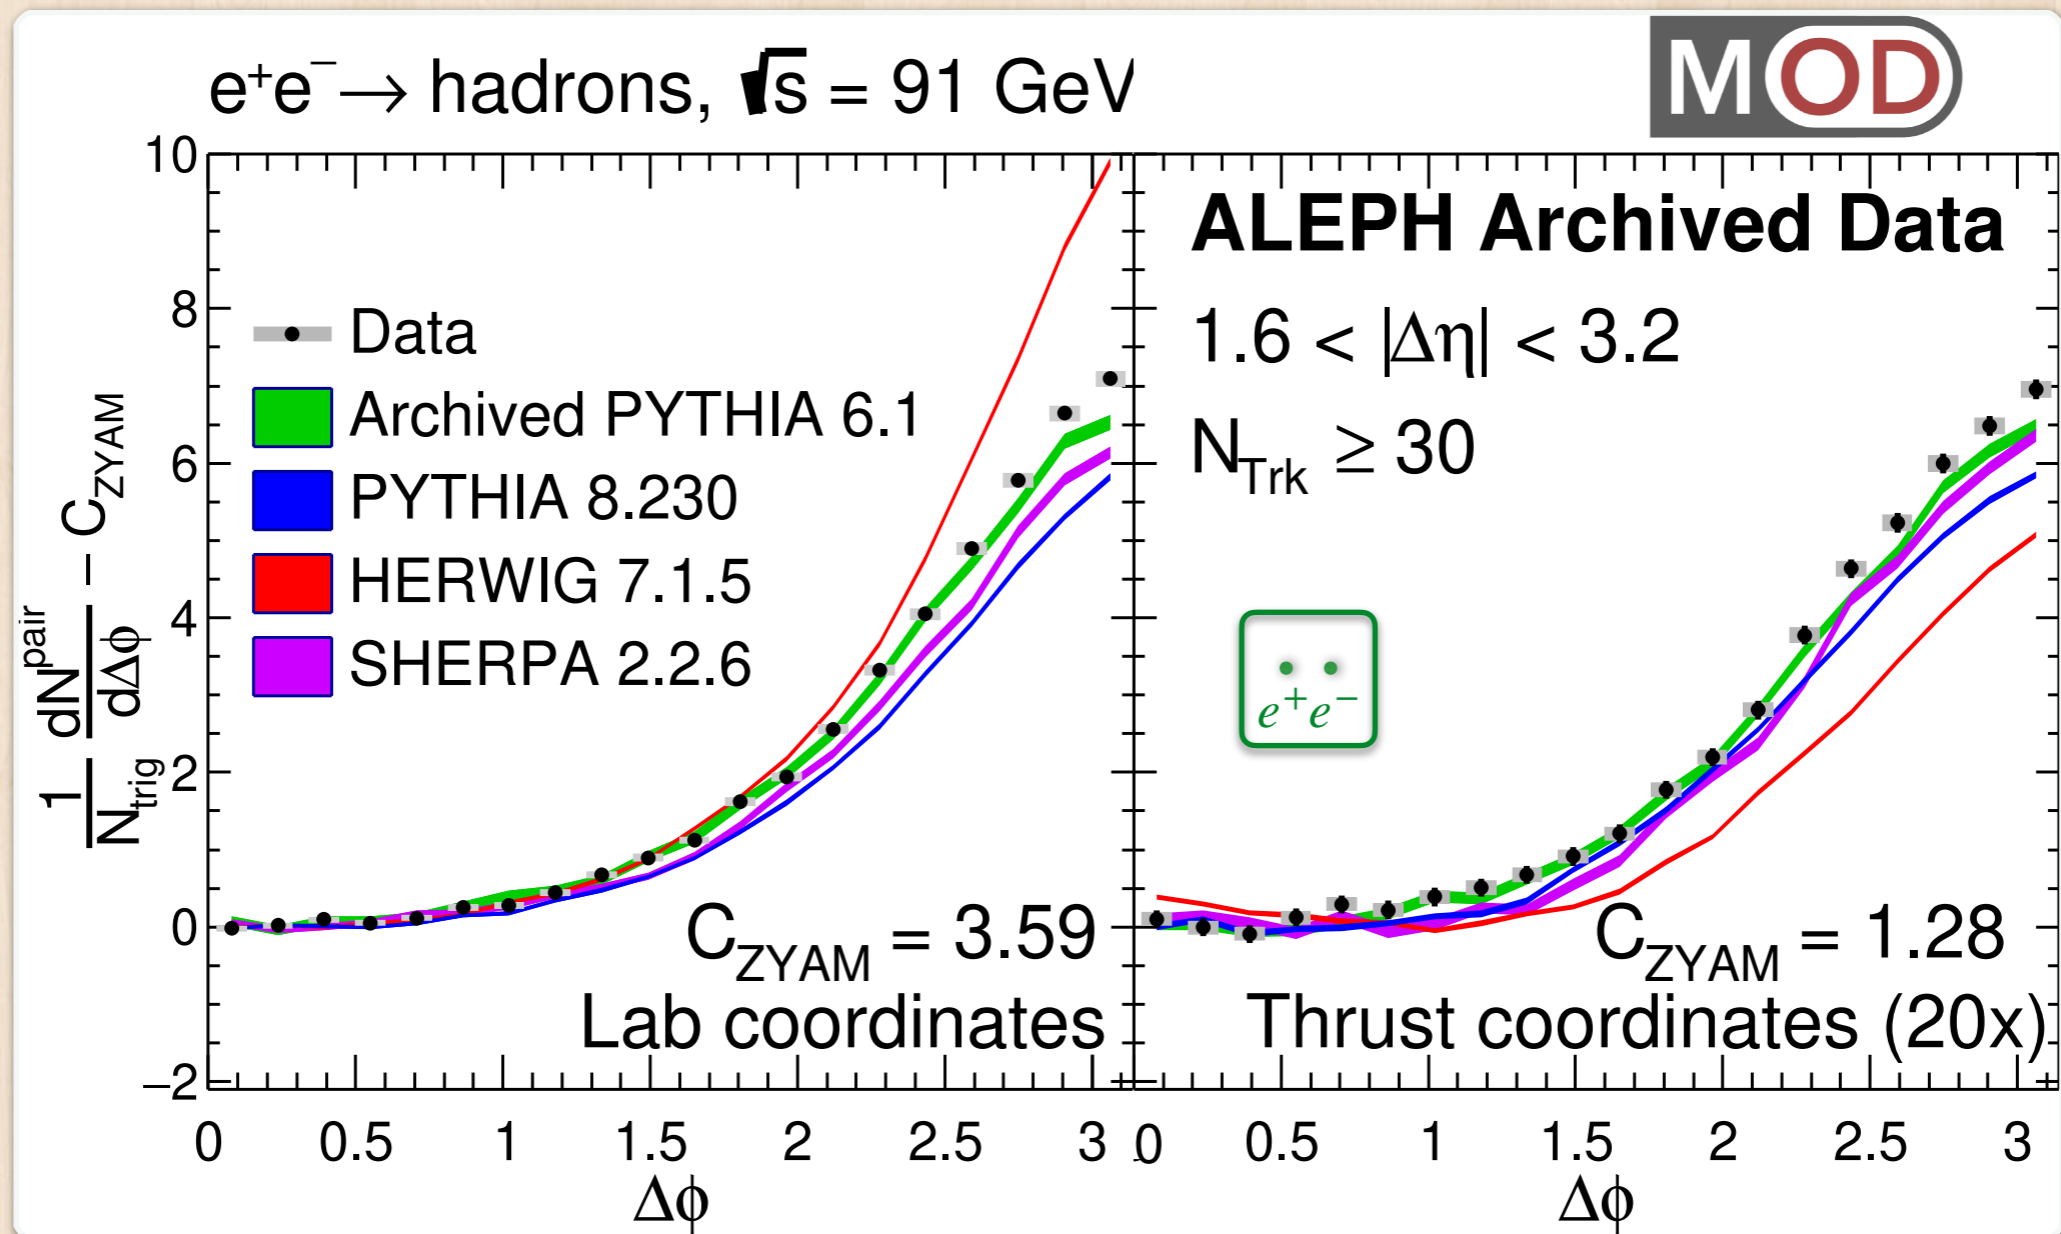 e⁺e⁻→ hadrons, √s = 91 GeV
MOD
1/N_trig dN^pair/dΔϕ − C_ZYAM
10
8
6
4
2
0
−2
Data
Archived PYTHIA 6.1
PYTHIA 8.230
HERWIG 7.1.5
SHERPA 2.2.6
C_ZYAM = 3.59
Lab coordinates
0 0.5 1 1.5 2 2.5 3
Δϕ
ALEPH Archived Data
1.6 < |Δη| < 3.2
N_Trk ≥ 30
e⁺e⁻
C_ZYAM = 1.28
Thrust coordinates (20x)
0 0.5 1 1.5 2 2.5 3
Δϕ